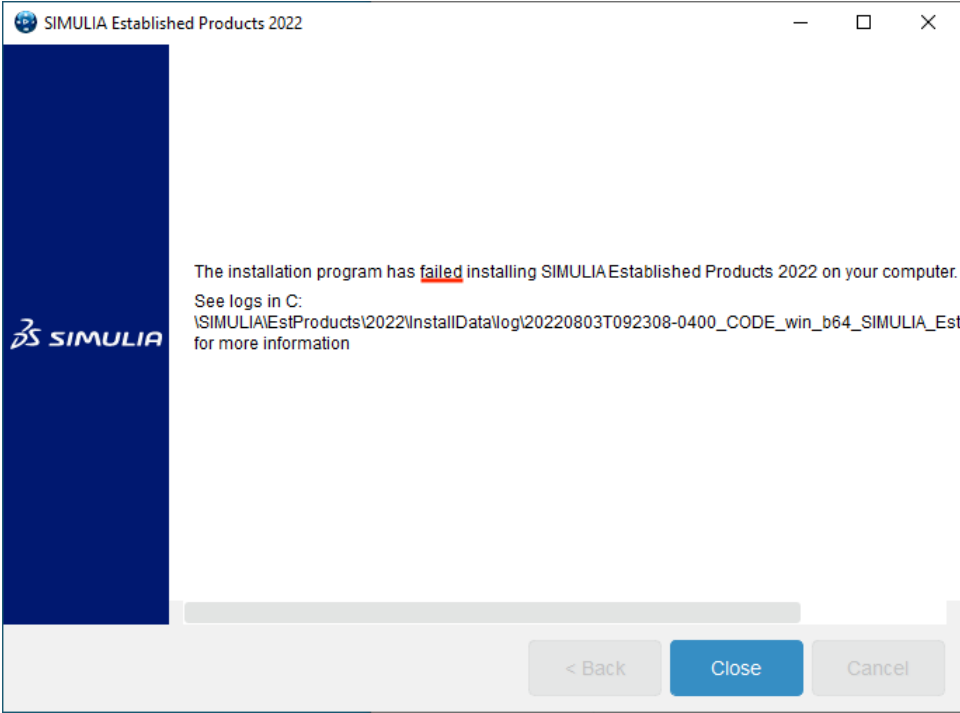 SIMULIA Established Products 2022
The installation program has failed installing SIMULIA Established Products 2022 on your computer.
See logs in C:
\SIMULIA\EstProducts\2022\InstallData\log\20220803T092308-0400_CODE_win_b64_SIMULIA_Est
for more information
3S SIMULIA
< Back
Close
Cancel